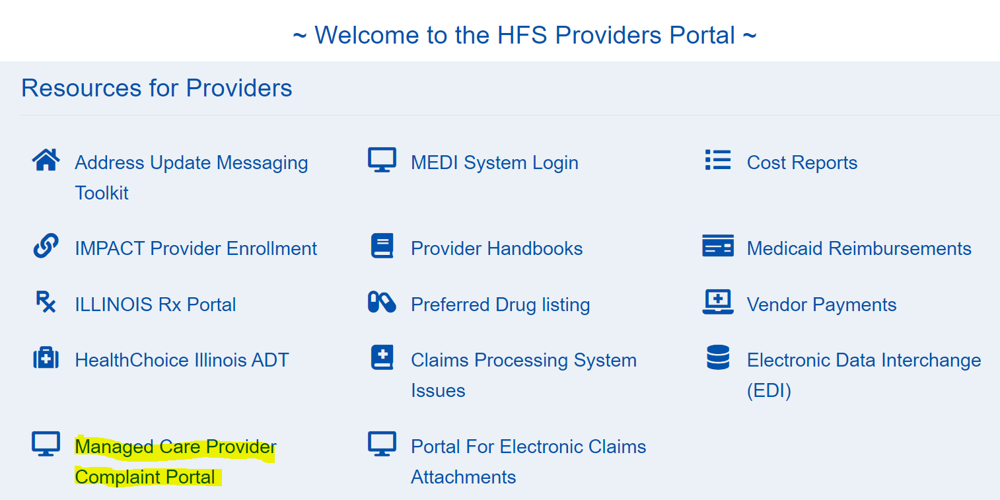 ~ Welcome to the HFS Providers Portal ~
Resources for Providers
Address Update Messaging
Toolkit
MEDI System Login
Cost Reports
IMPACT Provider Enrollment
Provider Handbooks
Medicaid Reimbursements
ILLINOIS Rx Portal
Preferred Drug listing
Vendor Payments
HealthChoice Illinois ADT
Claims Processing System
Issues
Electronic Data Interchange
(EDI)
Managed Care Provider
Complaint Portal
Portal For Electronic Claims
Attachments